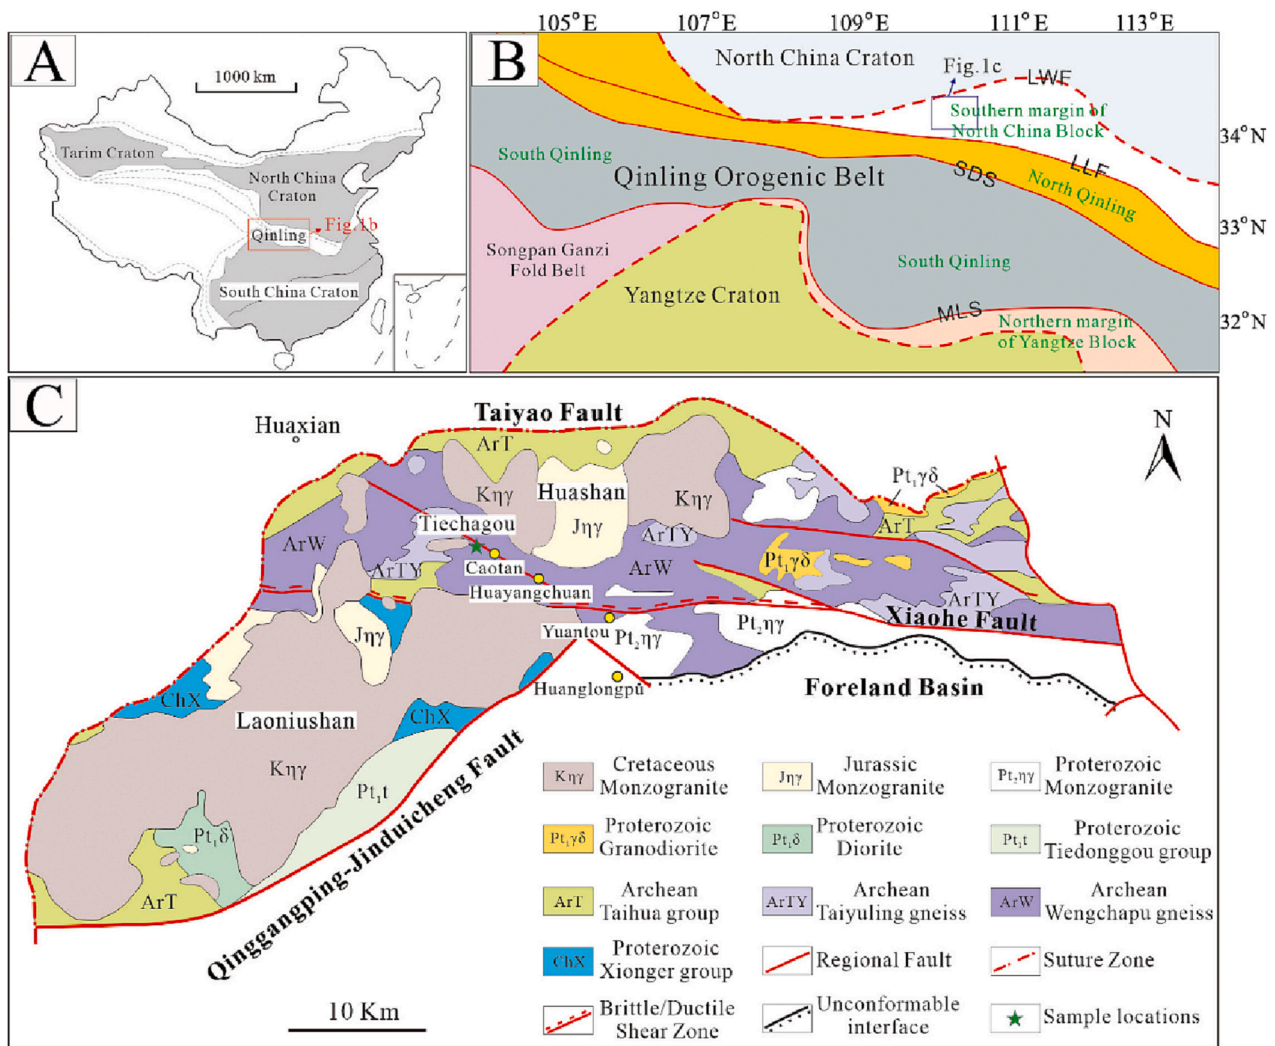 A
1000 km
Tarim Craton
North China
Craton
Qinling
Fig.1b
South China Craton
105°E
107°E
109°E
111°E
113°E
B
North China Craton
Fig.1c
LWF
Southern margin of
North China Block
34°N
South Qinling
Qinling Orogenic Belt
SDS
LLF
North Qinling
33°N
Songpan Ganzi
Fold Belt
South Qinling
Yangtze Craton
MLS
Northern margin
of Yangtze Block
32°N
C
Huaxian
Taiyao Fault
N
ArT
Kηγ
Huashan
Kηγ
Jηγ
Pt₁γδ
ArT
Tiechagou
ArTY
ArW
ArTY
Caotan
ArW
Pt₁γδ
Huayangchuan
ArTY
Xiaohe Fault
Jηγ
Yuantou
Pt₂ηγ
Pt₂ηγ
Huanglongpu
Foreland Basin
ChX
Laoniushan
ChX
Kηγ
Pt₁t
Pt₁δ
ArT
Qinggangping-Jinduicheng Fault
10 Km
Kηγ
Cretaceous
Monzogranite
Jηγ
Jurassic
Monzogranite
Pt₂ηγ
Proterozoic
Monzogranite
Pt₁γδ
Proterozoic
Granodiorite
Pt₁δ
Proterozoic
Diorite
Pt₁t
Proterozoic
Tiedonggou group
ArT
Archean
Taihua group
ArTY
Archean
Taiyuling gneiss
ArW
Archean
Wengchapu gneiss
ChX
Proterozoic
Xionger group
Regional Fault
Suture Zone
Brittle/Ductile
Shear Zone
Unconformable
interface
Sample locations